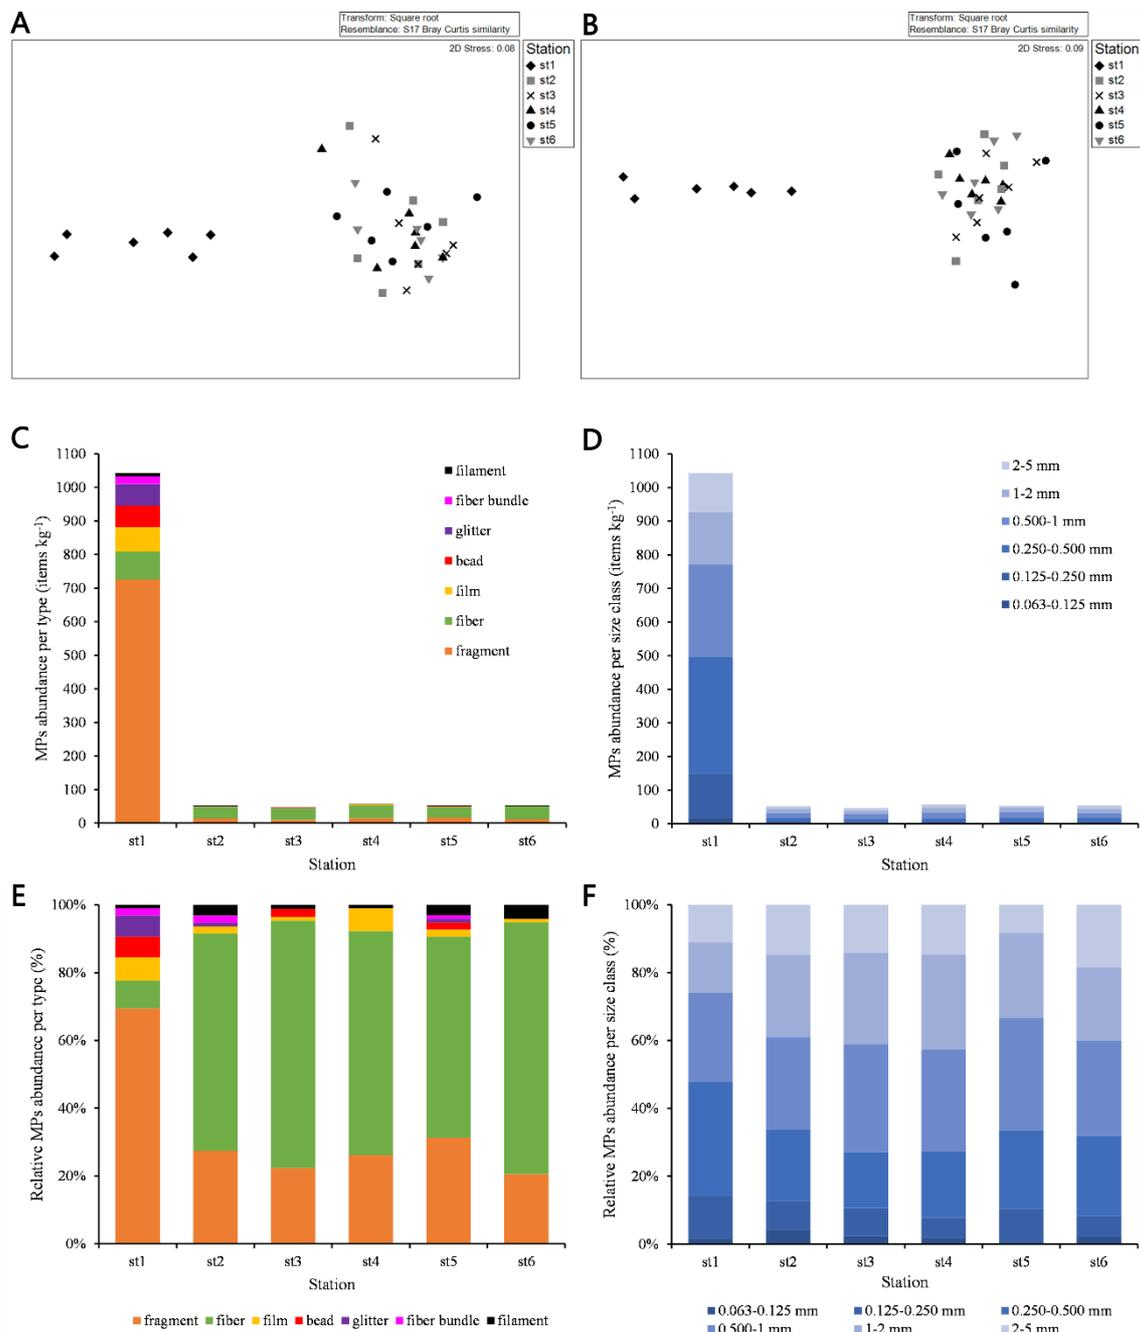 A
Transform: Square root
Resemblance: S17 Bray Curtis similarity
2D Stress: 0.08
Station
st1
st2
st3
st4
st5
st6
B
Transform: Square root
Resemblance: S17 Bray Curtis similarity
2D Stress: 0.09
Station
st1
st2
st3
st4
st5
st6
C
MPs abundance per type (items kg⁻¹)
1100
1000
900
800
700
600
500
400
300
200
100
0
filament
fiber bundle
glitter
bead
film
fiber
fragment
st1 st2 st3 st4 st5 st6
Station
D
MPs abundance per size class (items kg⁻¹)
1100
1000
900
800
700
600
500
400
300
200
100
0
2-5 mm
1-2 mm
0.500-1 mm
0.250-0.500 mm
0.125-0.250 mm
0.063-0.125 mm
st1 st2 st3 st4 st5 st6
Station
E
Relative MPs abundance per type (%)
100%
80%
60%
40%
20%
0%
st1 st2 st3 st4 st5 st6
Station
fragment fiber film bead glitter fiber bundle filament
F
Relative MPs abundance per size class (%)
100%
80%
60%
40%
20%
0%
st1 st2 st3 st4 st5 st6
Station
0.063-0.125 mm 0.125-0.250 mm 0.250-0.500 mm
0.500-1 mm 1-2 mm 2-5 mm